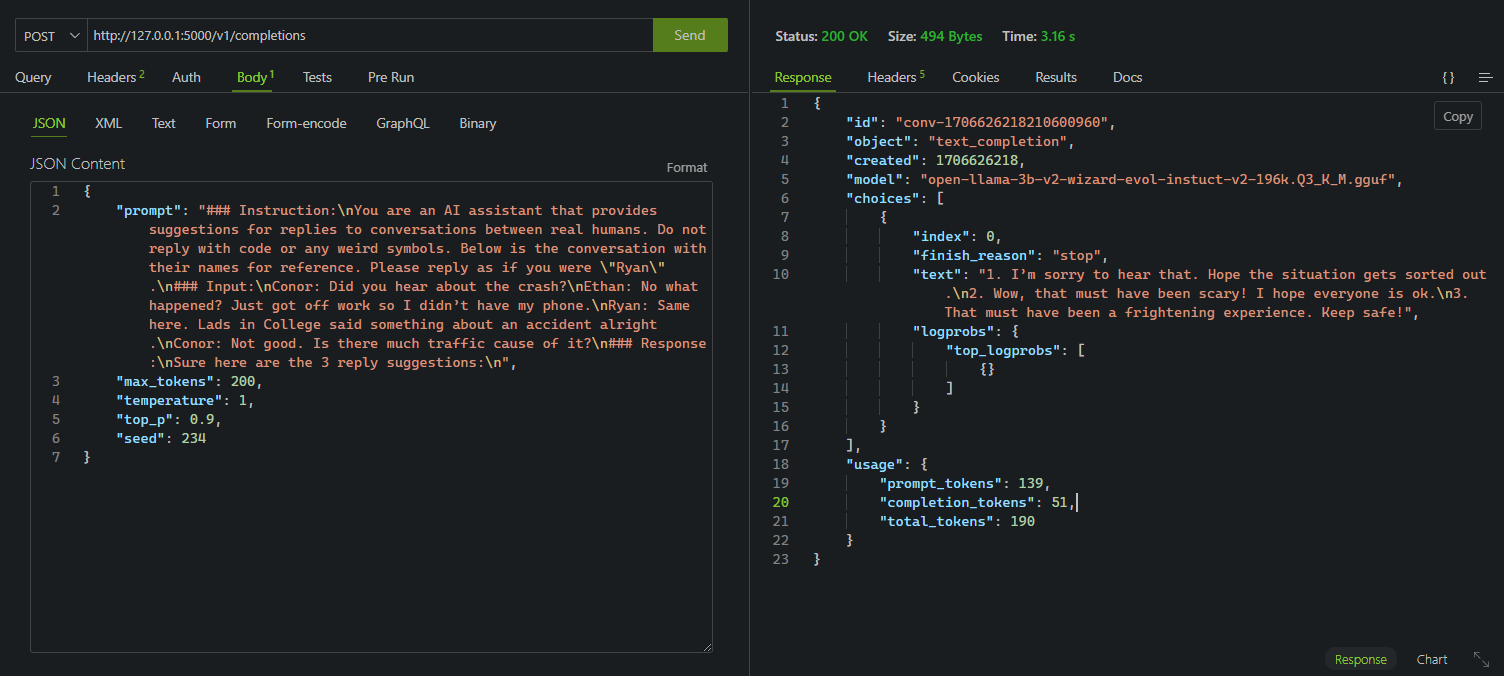 POST http://127.0.0.1:5000/v1/completions Send
Query Headers 2 Auth Body 1 Tests Pre Run
JSON XML Text Form Form-encode GraphQL Binary
JSON Content Format
1 {
2 "prompt": "### Instruction:\nYou are an AI assistant that provides
suggestions for replies to conversations between real humans. Do not
reply with code or any weird symbols. Below is the conversation with
their names for reference. Please reply as if you were \"Ryan\"
.\n### Input:\nConor: Did you hear about the crash?\nEthan: No what
happened? Just got off work so I didn’t have my phone.\nRyan: Same
here. Lads in College said something about an accident alright
.\nConor: Not good. Is there much traffic cause of it?\n### Response
:\nSure here are the 3 reply suggestions:\n",
3 "max_tokens": 200,
4 "temperature": 1,
5 "top_p": 0.9,
6 "seed": 234
7 }
Status: 200 OK Size: 494 Bytes Time: 3.16 s
Response Headers 5 Cookies Results Docs {}
Copy
1 {
2 "id": "conv-1706626218210600960",
3 "object": "text_completion",
4 "created": 1706626218,
5 "model": "open-llama-3b-v2-wizard-evol-instuct-v2-196k.Q3_K_M.gguf",
6 "choices": [
7 {
8 "index": 0,
9 "finish_reason": "stop",
10 "text": "1. I’m sorry to hear that. Hope the situation gets sorted out
.\n2. Wow, that must have been scary! I hope everyone is ok.\n3.
That must have been a frightening experience. Keep safe!",
11 "logprobs": {
12 "top_logprobs": [
13 {}
14 ]
15 }
16 }
17 ],
18 "usage": {
19 "prompt_tokens": 139,
20 "completion_tokens": 51,
21 "total_tokens": 190
22 }
23 }
Response Chart